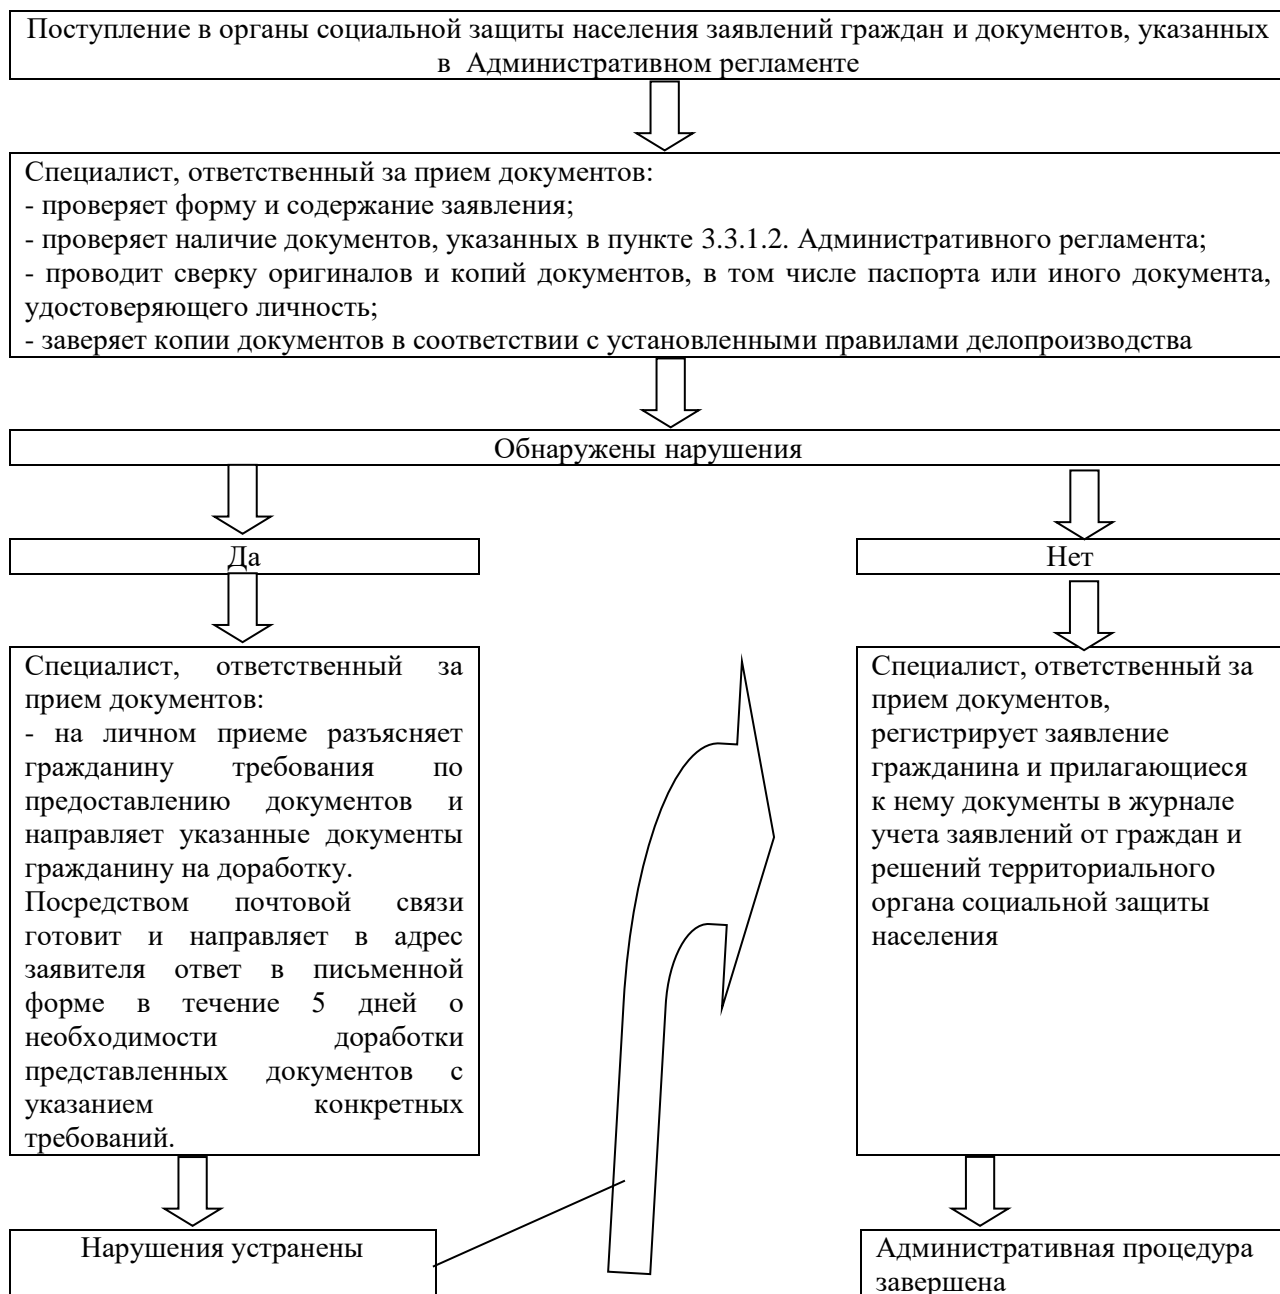 Поступление в органы социальной защиты населения заявлений граждан и документов, указанных
в Административном регламенте
Специалист, ответственный за прием документов:
- проверяет форму и содержание заявления;
- проверяет наличие документов, указанных в пункте 3.3.1.2. Административного регламента;
- проводит сверку оригиналов и копий документов, в том числе паспорта или иного документа,
удостоверяющего личность;
- заверяет копии документов в соответствии с установленными правилами делопроизводства
Обнаружены нарушения
Да
Нет
Специалист, ответственный за
прием документов:
- на личном приеме разъясняет
гражданину требования по
предоставлению документов и
направляет указанные документы
гражданину на доработку.
Посредством почтовой связи
готовит и направляет в адрес
заявителя ответ в письменной
форме в течение 5 дней о
необходимости доработки
представленных документов с
указанием конкретных
требований.
Специалист, ответственный за
прием документов,
регистрирует заявление
гражданина и прилагающиеся
к нему документы в журнале
учета заявлений от граждан и
решений территориального
органа социальной защиты
населения
Нарушения устранены
Административная процедура
завершена